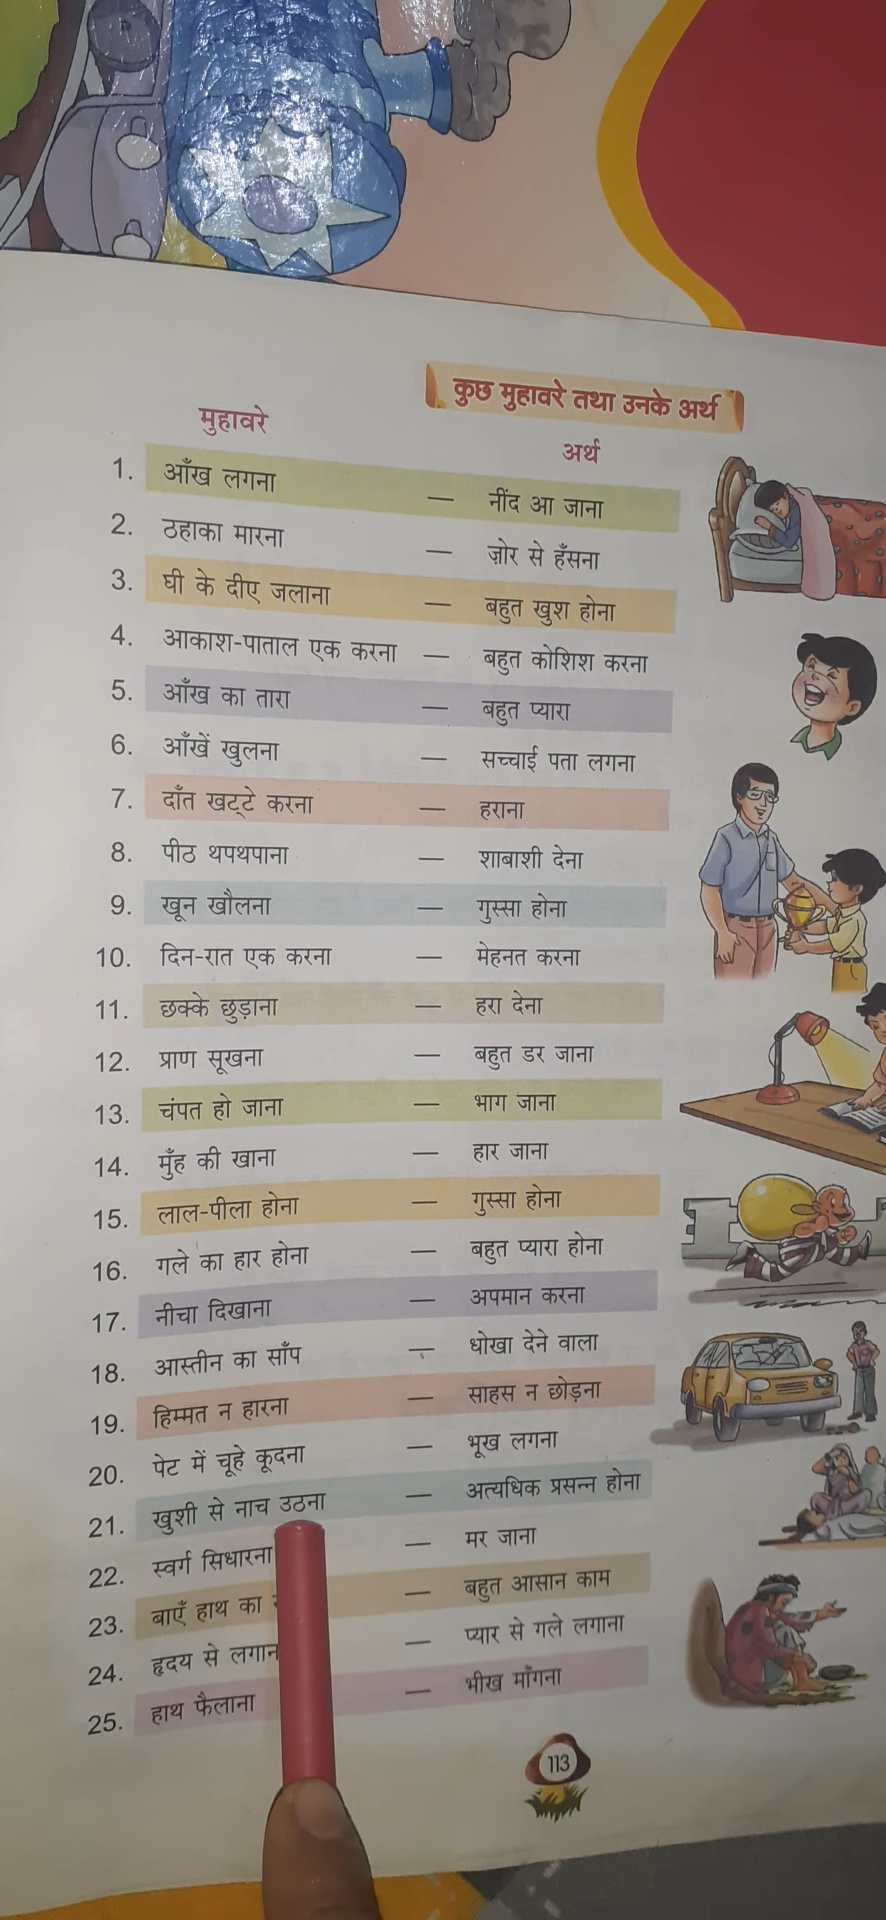 कुछ मुहावरे तथा उनके अर्थ
मुहावरे अर्थ
1. आँख लगना — नींद आ जाना
2. ठहाका मारना — ज़ोर से हँसना
3. घी के दीए जलाना — बहुत खुश होना
4. आकाश-पाताल एक करना — बहुत कोशिश करना
5. आँख का तारा — बहुत प्यारा
6. आँखें खुलना — सच्चाई पता लगना
7. दाँत खट्टे करना — हराना
8. पीठ थपथपाना — शाबाशी देना
9. खून खौलना — गुस्सा होना
10. दिन-रात एक करना — मेहनत करना
11. छक्के छुड़ाना — हरा देना
12. प्राण सूखना — बहुत डर जाना
13. चंपत हो जाना — भाग जाना
14. मुँह की खाना — हार जाना
15. लाल-पीला होना — गुस्सा होना
16. गले का हार होना — बहुत प्यारा होना
17. नीचा दिखाना — अपमान करना
18. आस्तीन का साँप — धोखा देने वाला
19. हिम्मत न हारना — साहस न छोड़ना
20. पेट में चूहे कूदना — भूख लगना
21. खुशी से नाच उठना — अत्यधिक प्रसन्न होना
22. स्वर्ग सिधारना — मर जाना
23. बाएँ हाथ का — बहुत आसान काम
24. हृदय से — प्यार से गले लगाना
25. हाथ फैलाना — भीख माँगना
113